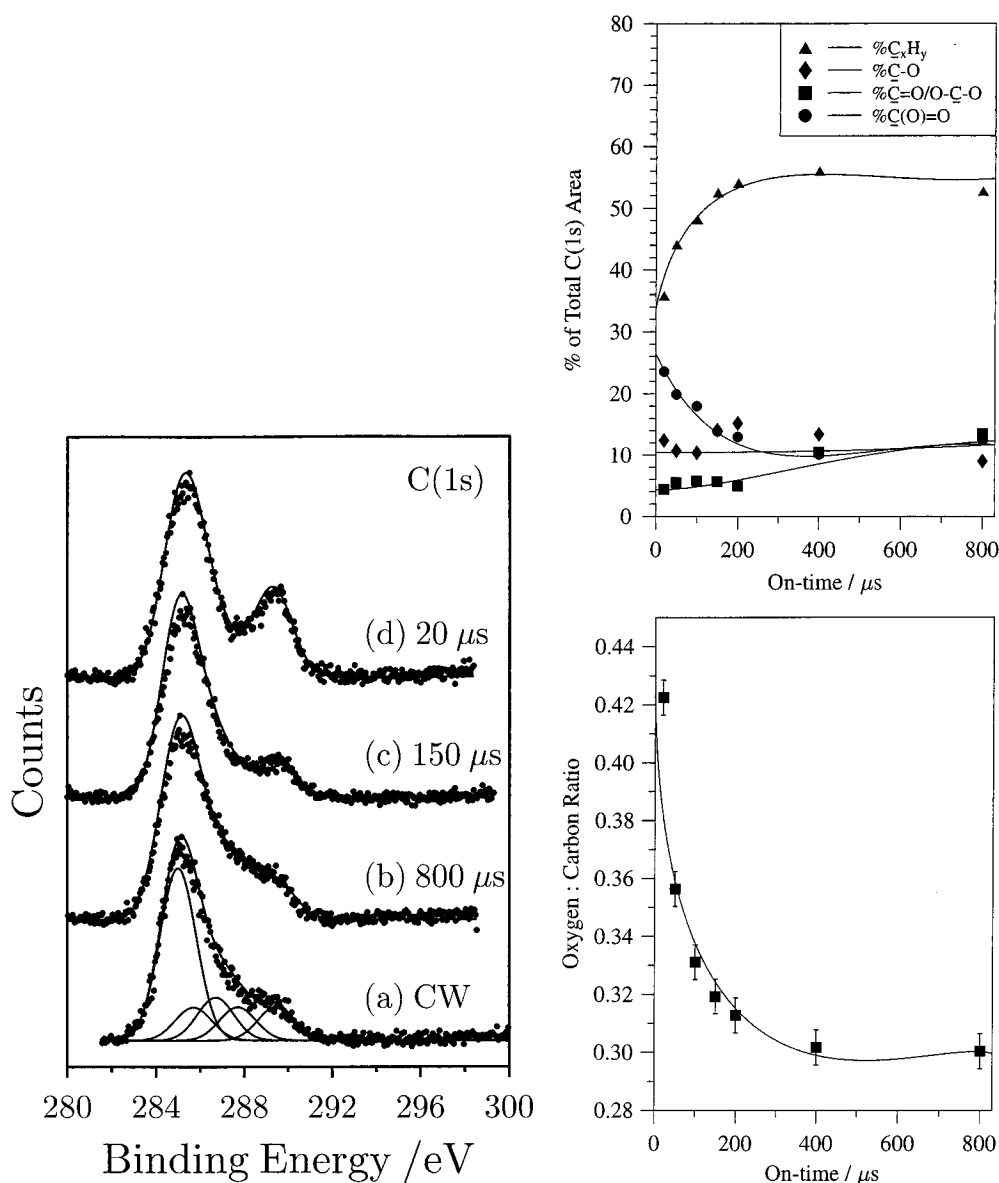 C(1s)
(d) 20 μs
(c) 150 μs
(b) 800 μs
(a) CW
Counts
280 284 288 292 296 300
Binding Energy /eV
80
70
60
50
40
30
20
10
0
% of Total C(1s) Area
%CxHy
%C-O
%C=O/O-C-O
%C(O)=O
0 200 400 600 800
On-time / μs
0.44
0.42
0.40
0.38
0.36
0.34
0.32
0.30
0.28
Oxygen : Carbon Ratio
0 200 400 600 800
On-time / μs